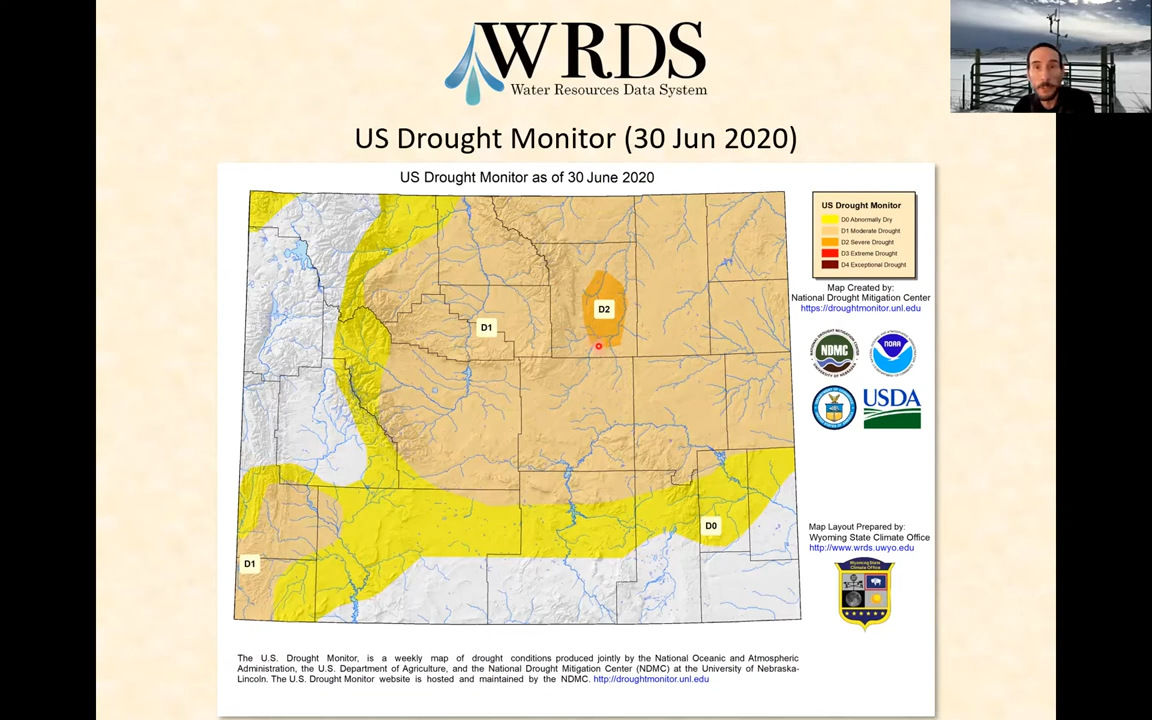 WRDS
Water Resources Data System
US Drought Monitor (30 Jun 2020)
US Drought Monitor as of 30 June 2020
D2
D1
D0
D1
US Drought Monitor
D0 Abnormally Dry
D1 Moderate Drought
D2 Severe Drought
D3 Extreme Drought
D4 Exceptional Drought
Map Created by:
National Drought Mitigation Center
https://droughtmonitor.unl.edu
NDMC
NOAA
USDA
Map Layout Prepared by:
Wyoming State Climate Office
http://www.wrds.uwyo.edu
Wyoming State
Climate Office
The U.S. Drought Monitor, is a weekly map of drought conditions produced jointly by the National Oceanic and Atmospheric
Administration, the U.S. Department of Agriculture, and the National Drought Mitigation Center (NDMC) at the University of Nebraska-
Lincoln. The U.S. Drought Monitor website is hosted and maintained by the NDMC. http://droughtmonitor.unl.edu